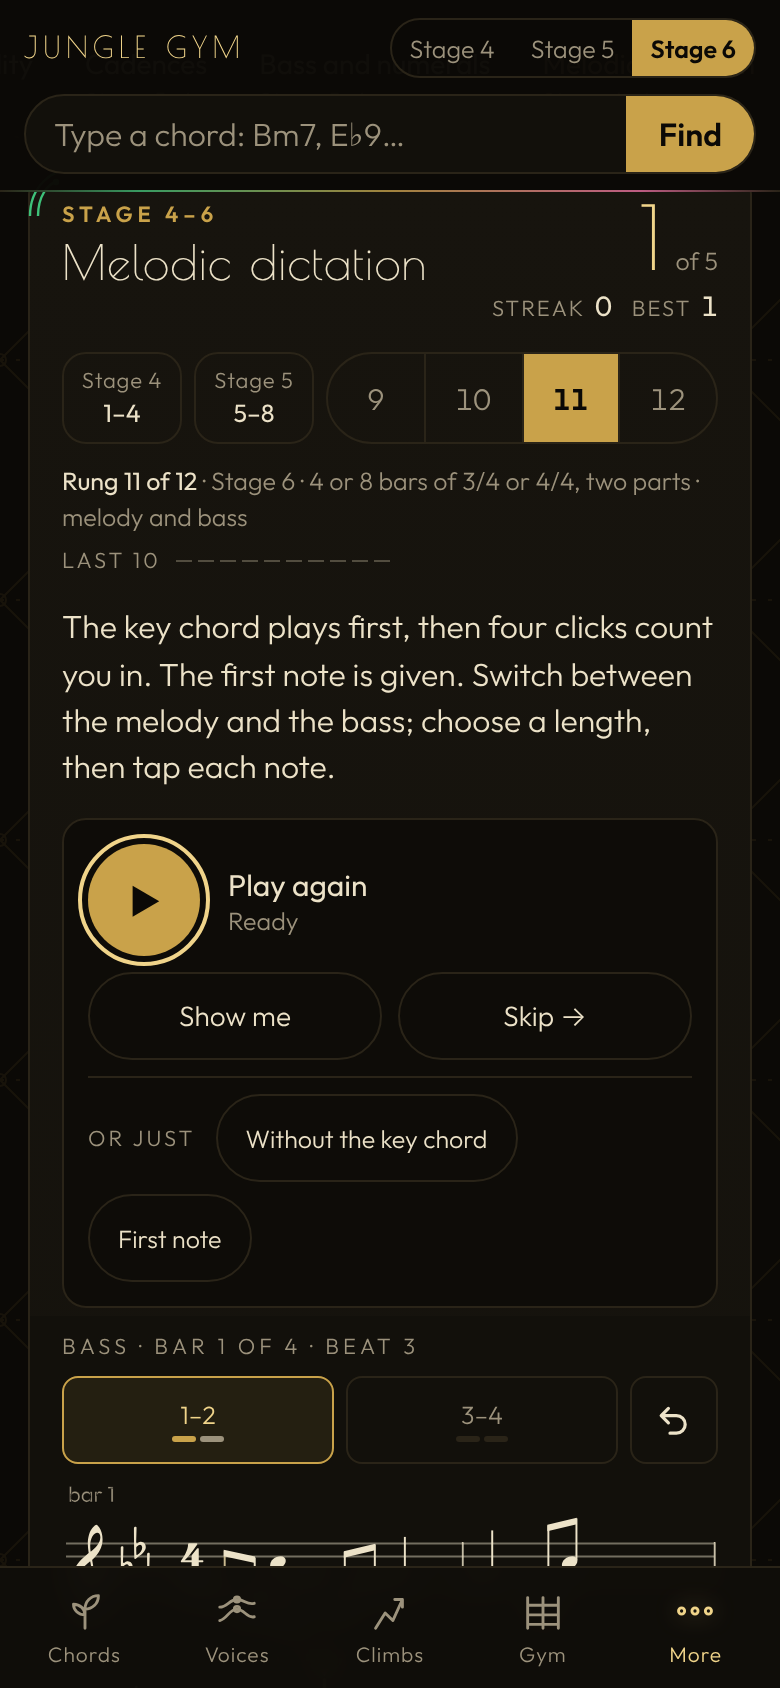 JUNGLE GYM
Stage 4
Stage 5
Stage 6
Cadences
Bass and numerals
Type a chord: Bm7, E♭9...
Find
STAGE 4–6
Melodic dictation
1 of 5
STREAK 0 BEST 1
Stage 4
1–4
Stage 5
5–8
9
10
11
12
Rung 11 of 12 · Stage 6 · 4 or 8 bars of 3/4 or 4/4, two parts ·
melody and bass
LAST 10
The key chord plays first, then four clicks count
you in. The first note is given. Switch between
the melody and the bass; choose a length,
then tap each note.
Play again
Ready
Show me
Skip →
OR JUST
Without the key chord
First note
BASS · BAR 1 OF 4 · BEAT 3
1–2
3–4
bar 1
4
Chords
Voices
Climbs
Gym
More